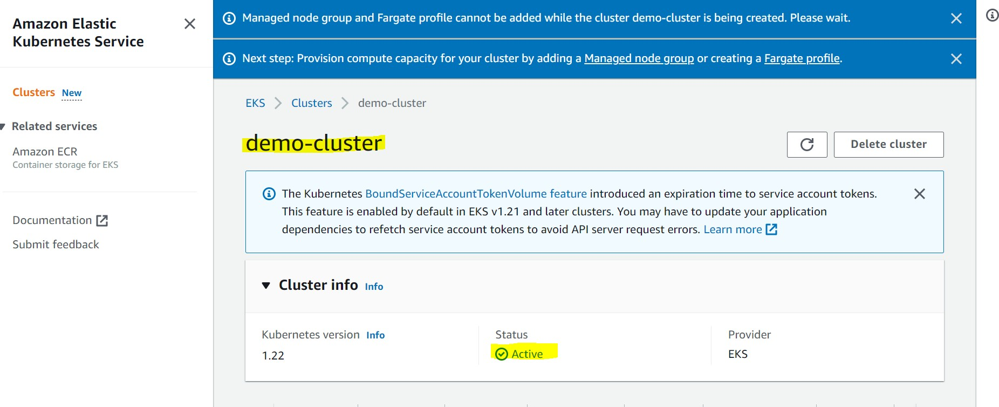 Amazon Elastic
Kubernetes Service
Clusters New
Related services
Amazon ECR
Container storage for EKS
Documentation
Submit feedback
Managed node group and Fargate profile cannot be added while the cluster demo-cluster is being created. Please wait.
Next step: Provision compute capacity for your cluster by adding a Managed node group or creating a Fargate profile.
EKS Clusters demo-cluster
demo-cluster
Delete cluster
The Kubernetes BoundServiceAccountTokenVolume feature introduced an expiration time to service account tokens.
This feature is enabled by default in EKS v1.21 and later clusters. You may have to update your application
dependencies to refetch service account tokens to avoid API server request errors. Learn more
Cluster info Info
Kubernetes version Info
1.22
Status
Active
Provider
EKS